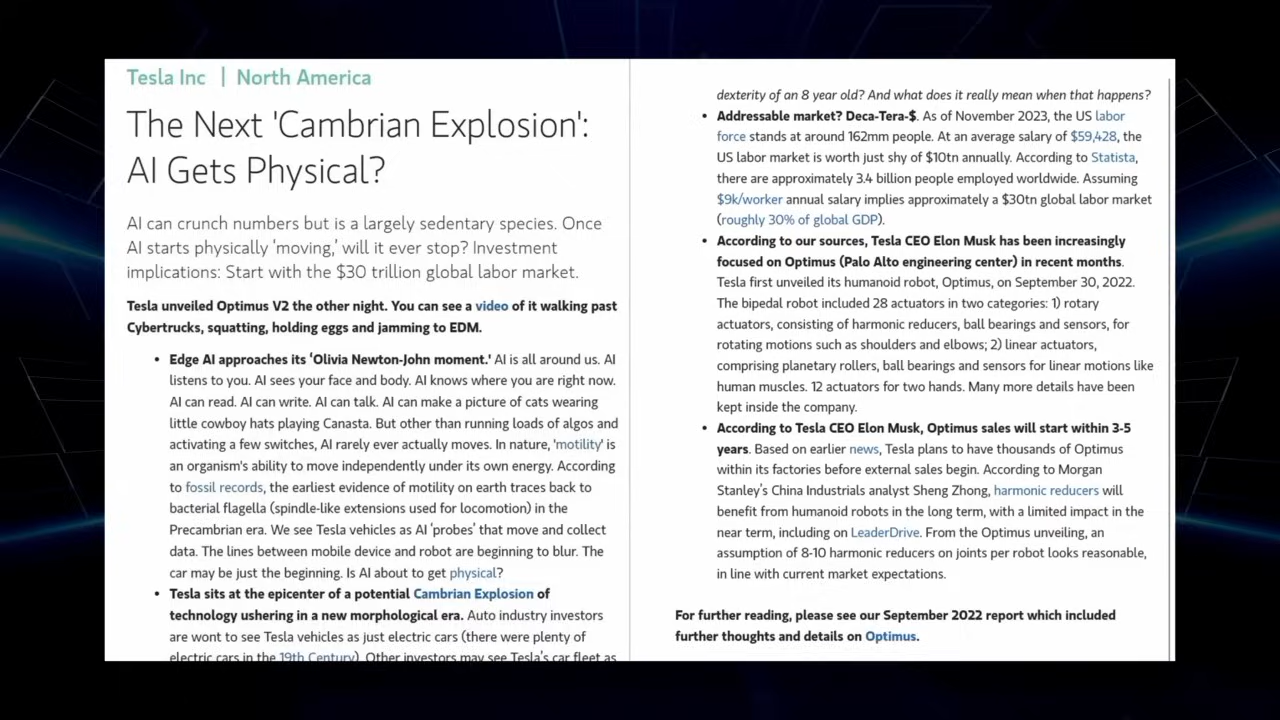 Tesla Inc | North America
The Next 'Cambrian Explosion':
AI Gets Physical?
AI can crunch numbers but is a largely sedentary species. Once
AI starts physically 'moving,' will it ever stop? Investment
implications: Start with the $30 trillion global labor market.
Tesla unveiled Optimus V2 the other night. You can see a video of it walking past
Cybertrucks, squatting, holding eggs and jamming to EDM.
• Edge AI approaches its 'Olivia Newton-John moment.' AI is all around us. AI
listens to you. AI sees your face and body. AI knows where you are right now.
AI can read. AI can write. AI can talk. AI can make a picture of cats wearing
little cowboy hats playing Canasta. But other than running loads of algos and
activating a few switches, AI rarely ever actually moves. In nature, 'motility' is
an organism's ability to move independently under its own energy. According
to fossil records, the earliest evidence of motility on earth traces back to
bacterial flagella (spindle-like extensions used for locomotion) in the
Precambrian era. We see Tesla vehicles as AI 'probes' that move and collect
data. The lines between mobile device and robot are beginning to blur. The
car may be just the beginning. Is AI about to get physical?
• Tesla sits at the epicenter of a potential Cambrian Explosion of
technology ushering in a new morphological era. Auto industry investors
are wont to see Tesla vehicles as just electric cars (there were plenty of
electric cars in the 19th Century). Other investors may see Tesla's car fleet as
dexterity of an 8 year old? And what does it really mean when that happens?
• Addressable market? Deca-Tera-$. As of November 2023, the US labor
force stands at around 162mm people. At an average salary of $59,428, the
US labor market is worth just shy of $10tn annually. According to Statista,
there are approximately 3.4 billion people employed worldwide. Assuming
$9k/worker annual salary implies approximately a $30tn global labor market
(roughly 30% of global GDP).
• According to our sources, Tesla CEO Elon Musk has been increasingly
focused on Optimus (Palo Alto engineering center) in recent months.
Tesla first unveiled its humanoid robot, Optimus, on September 30, 2022.
The bipedal robot included 28 actuators in two categories: 1) rotary
actuators, consisting of harmonic reducers, ball bearings and sensors, for
rotating motions such as shoulders and elbows; 2) linear actuators,
comprising planetary rollers, ball bearings and sensors for linear motions like
human muscles. 12 actuators for two hands. Many more details have been
kept inside the company.
• According to Tesla CEO Elon Musk, Optimus sales will start within 3-5
years. Based on earlier news, Tesla plans to have thousands of Optimus
within its factories before external sales begin. According to Morgan
Stanley's China Industrials analyst Sheng Zhong, harmonic reducers will
benefit from humanoid robots in the long term, with a limited impact in the
near term, including on LeaderDrive. From the Optimus unveiling, an
assumption of 8-10 harmonic reducers on joints per robot looks reasonable,
in line with current market expectations.
For further reading, please see our September 2022 report which included
further thoughts and details on Optimus.